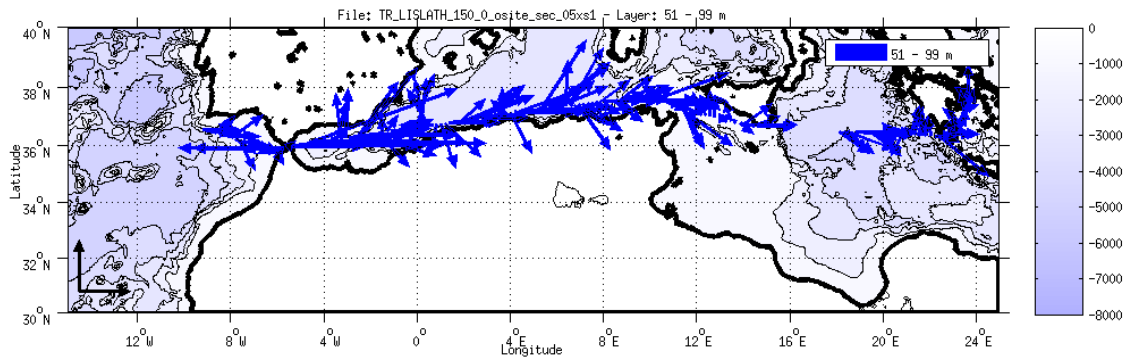 File: TR_LISLATH_150_0_osite_sec_05xs1 - Layer: 51 - 99 m
40°N
38°N
36°N
34°N
32°N
30°N
Latitude
51 - 99 m
12°W
8°W
4°W
0°
4°E
8°E
12°E
16°E
20°E
24°E
Longitude
0
-1000
-2000
-3000
-4000
-5000
-6000
-7000
-8000